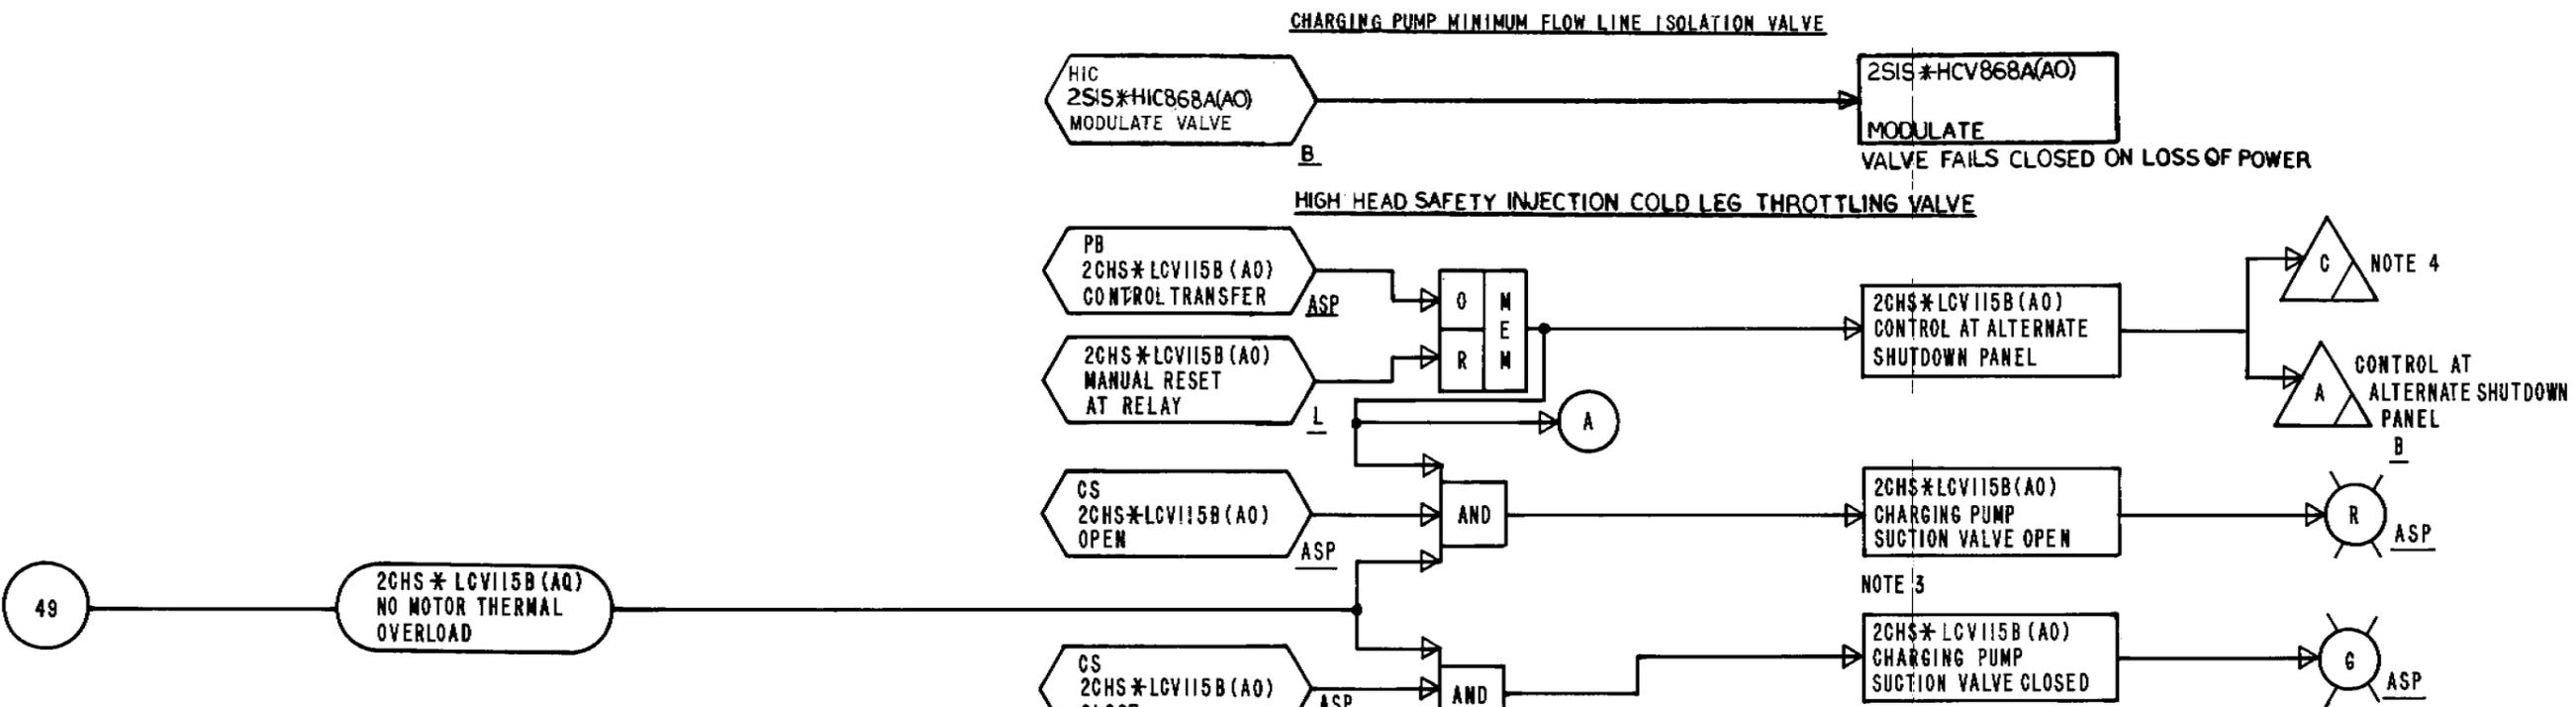 CHARGING PUMP MINIMUM FLOW LINE ISOLATION VALVE
HIC
2SIS*HIC868A(AO)
MODULATE VALVE
B
2SIS*HCV868A(AO)
MODULATE
VALVE FAILS CLOSED ON LOSS OF POWER
HIGH HEAD SAFETY INJECTION COLD LEG THROTTLING VALVE
PB
2CHS*LCV115B(AO)
CONTROL TRANSFER
ASP
2CHS*LCV115B(AO)
MANUAL RESET
AT RELAY
L
O
R
MEM
A
2CHS*LCV115B(AO)
CONTROL AT ALTERNATE
SHUTDOWN PANEL
C
NOTE 4
A
CONTROL AT
ALTERNATE SHUTDOWN
PANEL
B
CS
2CHS*LCV115B(AO)
OPEN
ASP
AND
2CHS*LCV115B(AO)
CHARGING PUMP
SUCTION VALVE OPEN
R
ASP
NOTE 3
49
2CHS*LCV115B(AO)
NO MOTOR THERMAL
OVERLOAD
CS
2CHS*LCV115B(AO)
ASP
AND
2CHS*LCV115B(AO)
CHARGING PUMP
SUCTION VALVE CLOSED
G
ASP